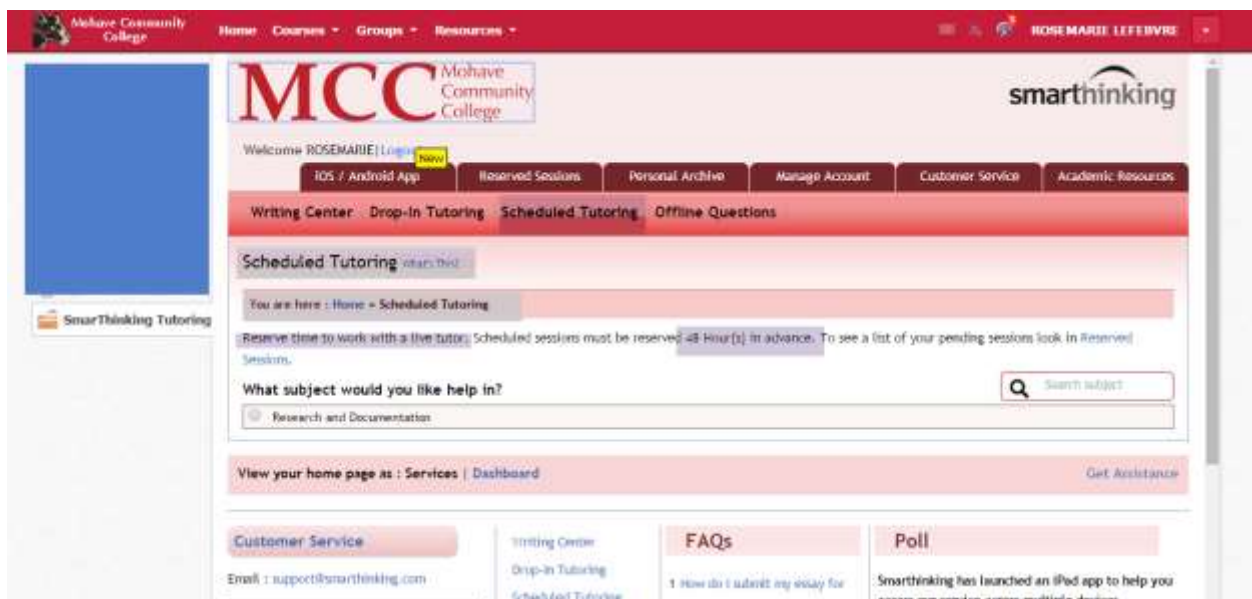 Mohave Community
College
Home Courses Groups Resources
ROSEMARIE LEFEBVRE
MCC Mohave
Community
College
smarthinking
Welcome ROSEMARIE|
New
iOS / Android App Reserved Sessions Personal Archive Manage Account Customer Service Academic Resources
Writing Center Drop-In Tutoring Scheduled Tutoring Offline Questions
Scheduled Tutoring What's this?
You are here : Home » Scheduled Tutoring
SmarThinking Tutoring
Reserve time to work with a live tutor. Scheduled sessions must be reserved 48 Hour(s) in advance. To see a list of your pending sessions look in Reserved
Sessions.
What subject would you like help in?
Search subject
Research and Documentation
View your home page as : Services | Dashboard
Get Assistance
Customer Service
Email : support@smarthinking.com
Writing Center
Drop-In Tutoring
Scheduled Tutoring
FAQs
1 How do I submit my essay for
Poll
Smarthinking has launched an iPad app to help you